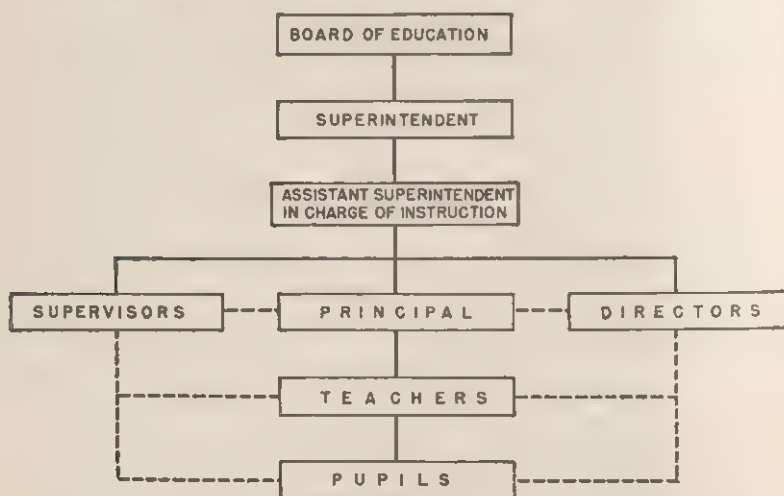 BOARD OF EDUCATION
SUPERINTENDENT
ASSISTANT SUPERINTENDENT
IN CHARGE OF INSTRUCTION
SUPERVISORS
PRINCIPAL
DIRECTORS
TEACHERS
PUPILS